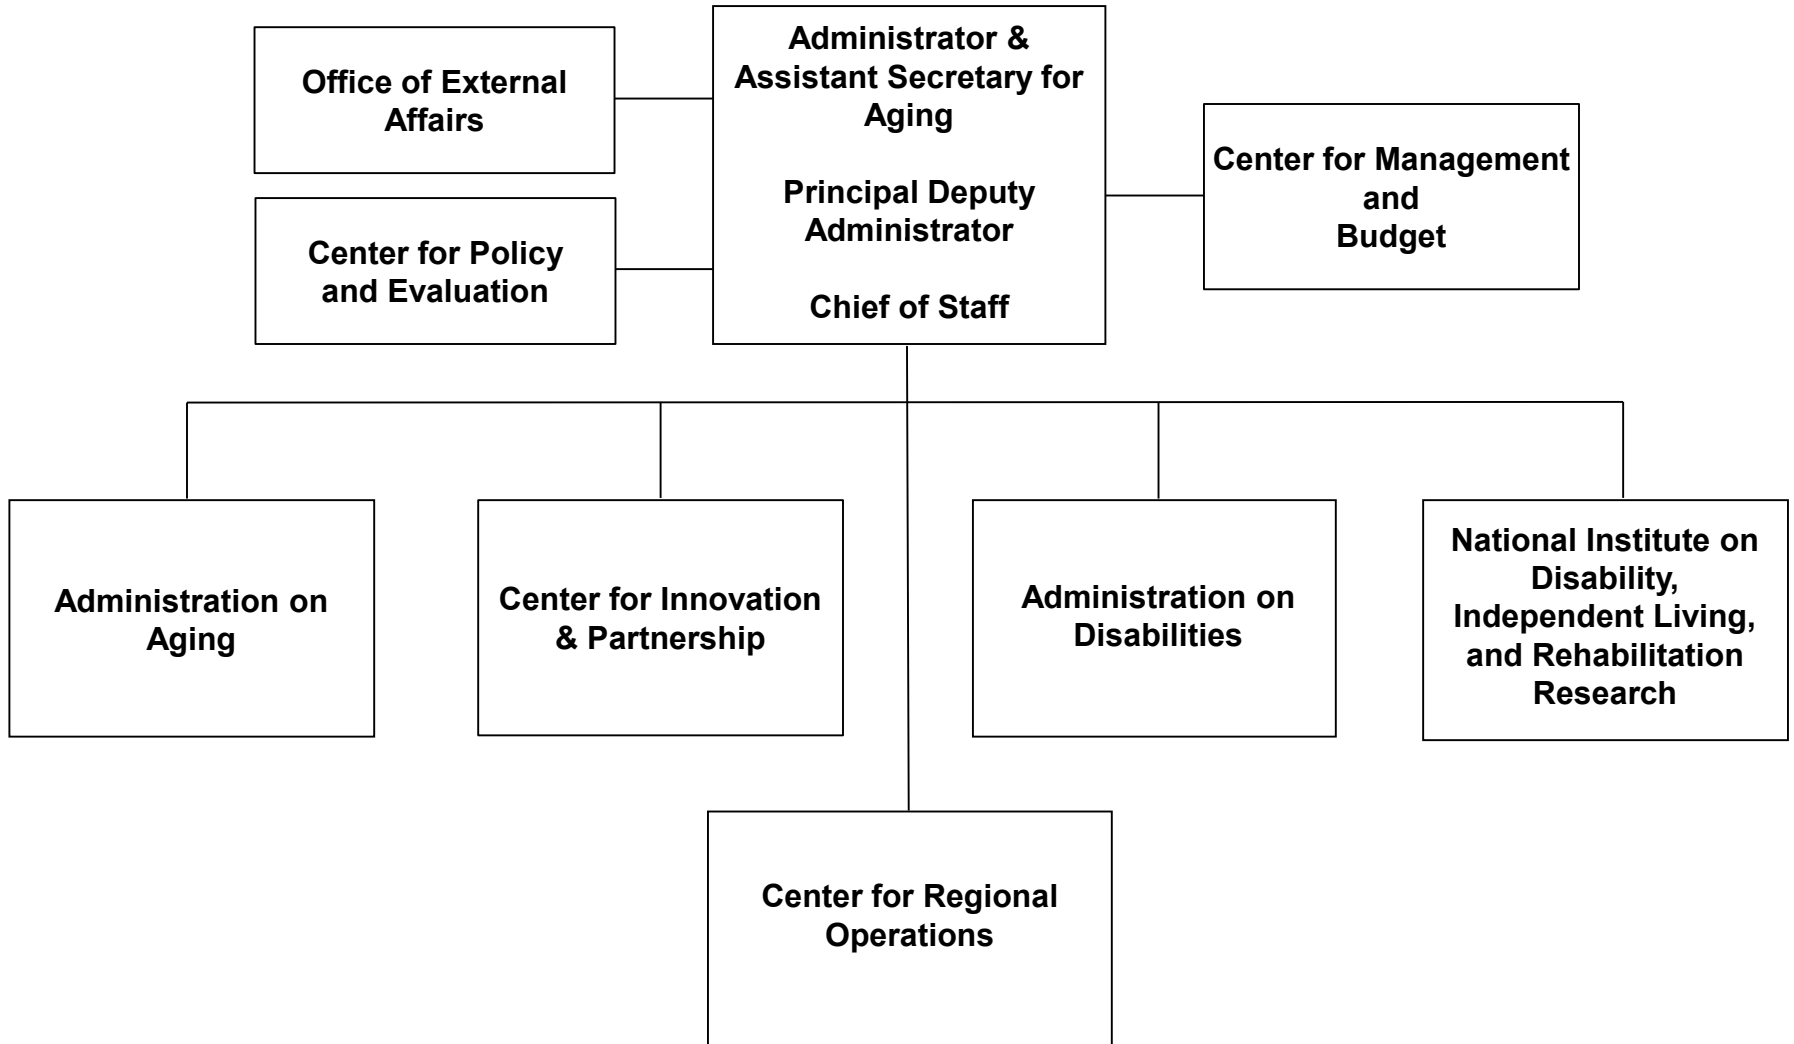 Office of External
Affairs
Administrator &
Assistant Secretary for
Aging
Principal Deputy
Administrator
Chief of Staff
Center for Management
and
Budget
Center for Policy
and Evaluation
Administration on
Aging
Center for Innovation
& Partnership
Administration on
Disabilities
National Institute on
Disability,
Independent Living,
and Rehabilitation
Research
Center for Regional
Operations